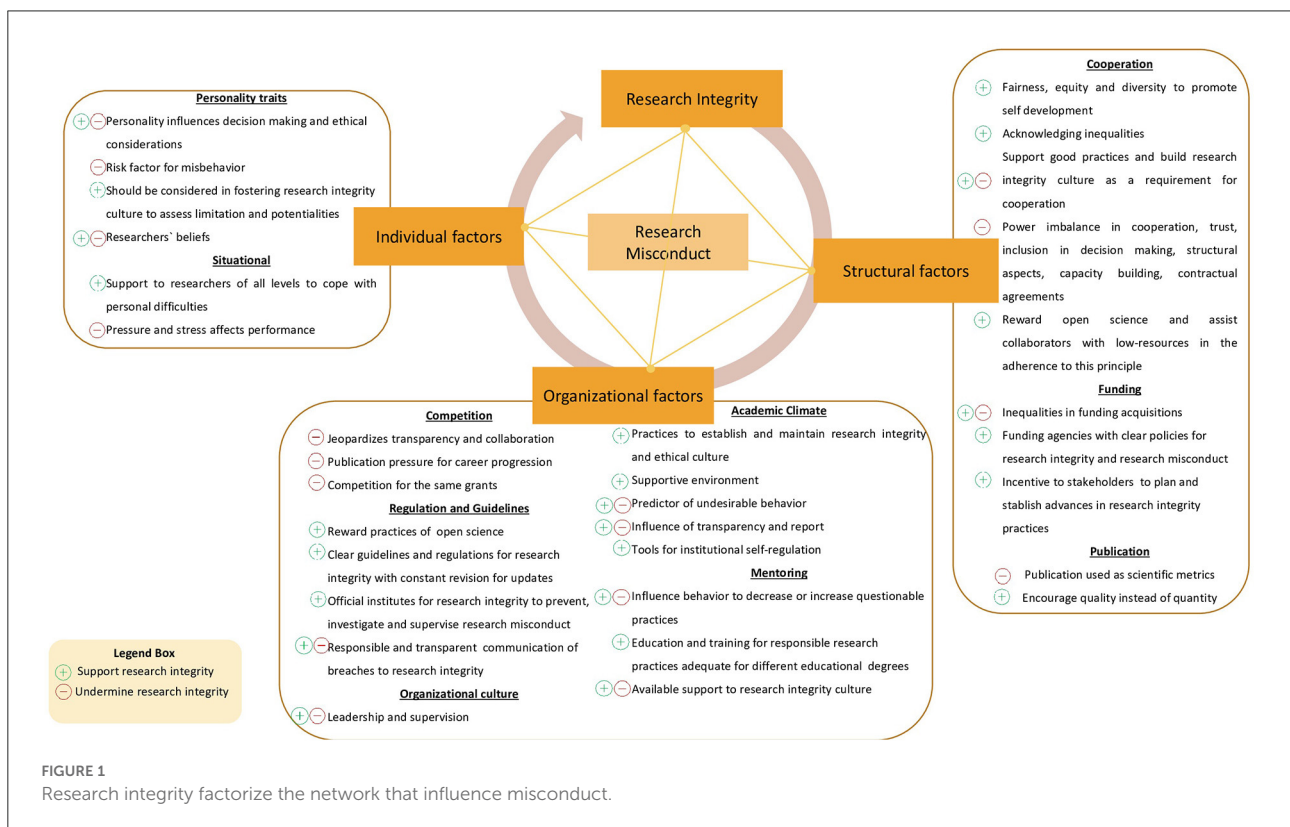 Personality traits
Personality influences decision making and ethical
considerations
Risk factor for misbehavior
Should be considered in fostering research integrity
culture to assess limitation and potentialities
Researchers` beliefs
Situational
Support to researchers of all levels to cope with
personal difficulties
Pressure and stress affects performance
Research Integrity
Individual factors
Research
Misconduct
Structural factors
Organizational factors
Cooperation
Fairness, equity and diversity to promote
self development
Acknowledging inequalities
Support good practices and build research
integrity culture as a requirement for
cooperation
Power imbalance in cooperation, trust,
inclusion in decision making, structural
aspects, capacity building, contractual
agreements
Reward open science and assist
collaborators with low-resources in the
adherence to this principle
Funding
Inequalities in funding acquisitions
Funding agencies with clear policies for
research integrity and research misconduct
Incentive to stakeholders to plan and
stablish advances in research integrity
practices
Publication
Publication used as scientific metrics
Encourage quality instead of quantity
Competition
Jeopardizes transparency and collaboration
Publication pressure for career progression
Competition for the same grants
Regulation and Guidelines
Reward practices of open science
Clear guidelines and regulations for research
integrity with constant revision for updates
Official institutes for research integrity to prevent,
investigate and supervise research misconduct
Responsible and transparent communication of
breaches to research integrity
Organizational culture
Leadership and supervision
Academic Climate
Practices to establish and maintain research integrity
and ethical culture
Supportive environment
Predictor of undesirable behavior
Influence of transparency and report
Tools for institutional self-regulation
Mentoring
Influence behavior to decrease or increase questionable
practices
Education and training for responsible research
practices adequate for different educational degrees
Available support to research integrity culture
Legend Box
Support research integrity
Undermine research integrity
FIGURE 1
Research integrity factorize the network that influence misconduct.